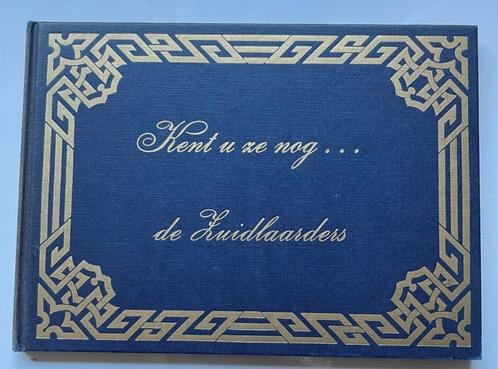 Kent u ze nog...
de Zuidlaarders